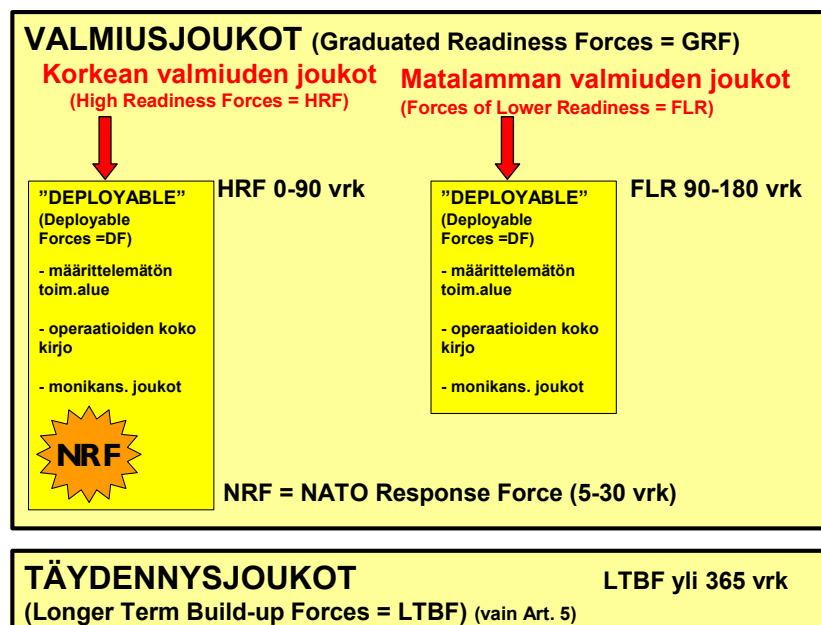 VALMIUSJOUKOT (Graduated Readiness Forces = GRF)
Korkean valmiuden joukot
(High Readiness Forces = HRF)
Matalamman valmiuden joukot
(Forces of Lower Readiness = FLR)
"DEPLOYABLE"
(Deployable
Forces =DF)
- määrittelemätön
toim.alue
- operaatioiden koko
kirjo
- monikans. joukot
NRF
HRF 0-90 vrk
"DEPLOYABLE"
(Deployable
Forces =DF)
- määrittelemätön
toim.alue
- operaatioiden koko
kirjo
- monikans. joukot
FLR 90-180 vrk
NRF = NATO Response Force (5-30 vrk)
TÄYDENNYSJOUKOT
LTBF yli 365 vrk
(Longer Term Build-up Forces = LTBF) (vain Art. 5)